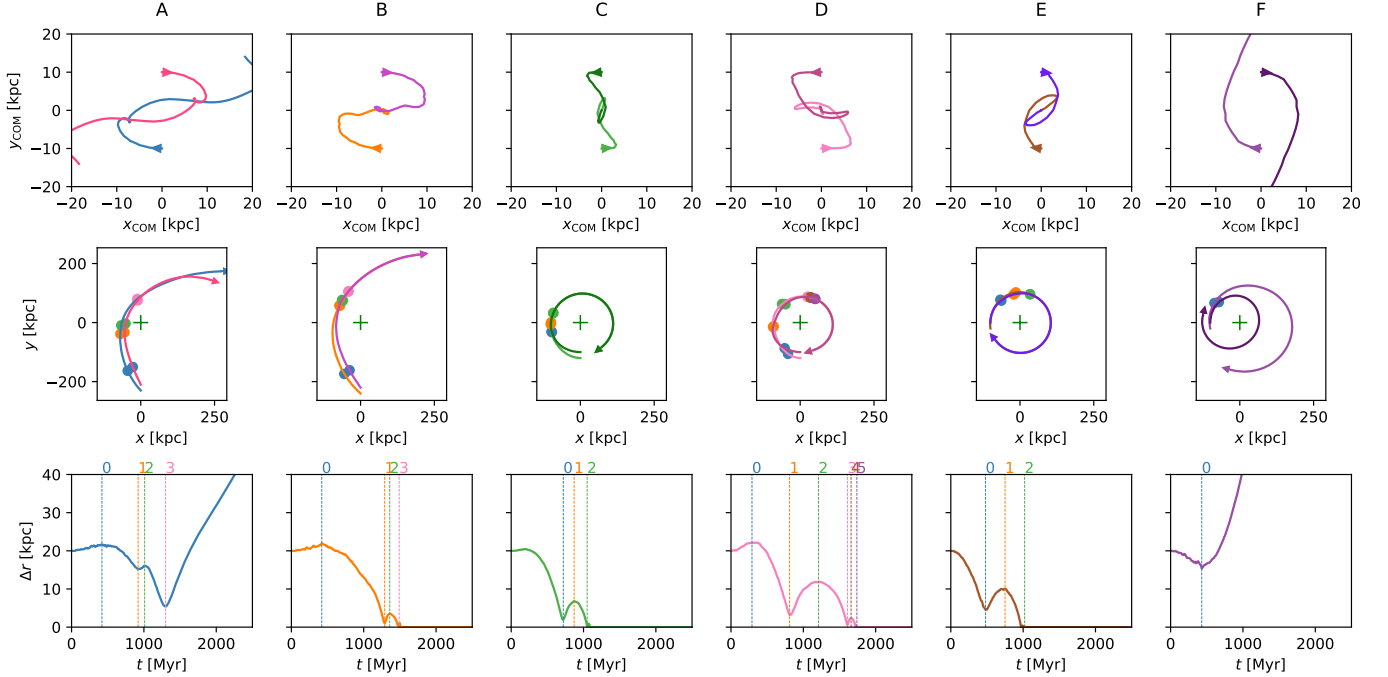 A B C D E F
20
10
0
−10
−20
y_COM [kpc]
−20 −10 0 10 20 −20 −10 0 10 20 −20 −10 0 10 20 −20 −10 0 10 20 −20 −10 0 10 20 −20 −10 0 10 20
x_COM [kpc] x_COM [kpc] x_COM [kpc] x_COM [kpc] x_COM [kpc] x_COM [kpc]
200
0
−200
y [kpc]
0 250 0 250 0 250 0 250 0 250 0 250
x [kpc] x [kpc] x [kpc] x [kpc] x [kpc] x [kpc]
0 1 2 3 0 1 2 3 0 1 2 0 1 2 3 4 5 0 1 2 0
40
30
20
10
0
Δr [kpc]
0 1000 2000 0 1000 2000 0 1000 2000 0 1000 2000 0 1000 2000 0 1000 2000
t [Myr] t [Myr] t [Myr] t [Myr] t [Myr] t [Myr]